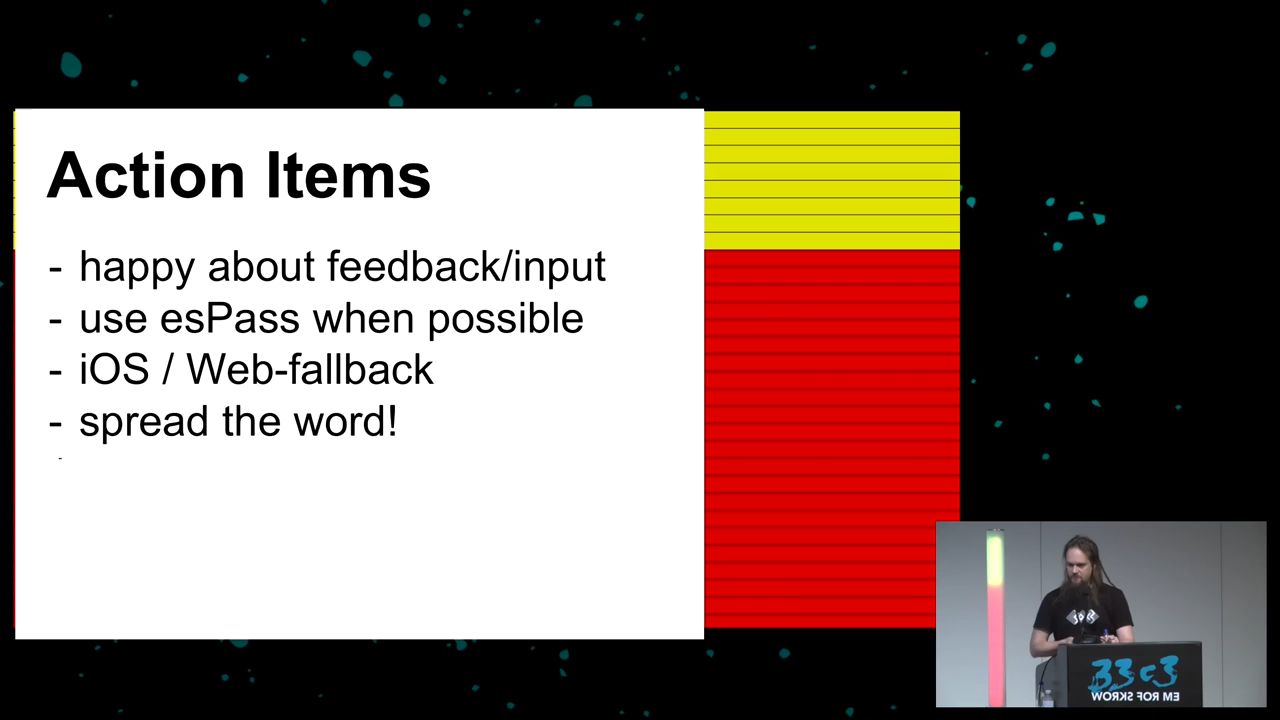 Action Items
- happy about feedback/input
- use esPass when possible
- iOS / Web-fallback
- spread the word!
-
33c3
WORKS FOR ME